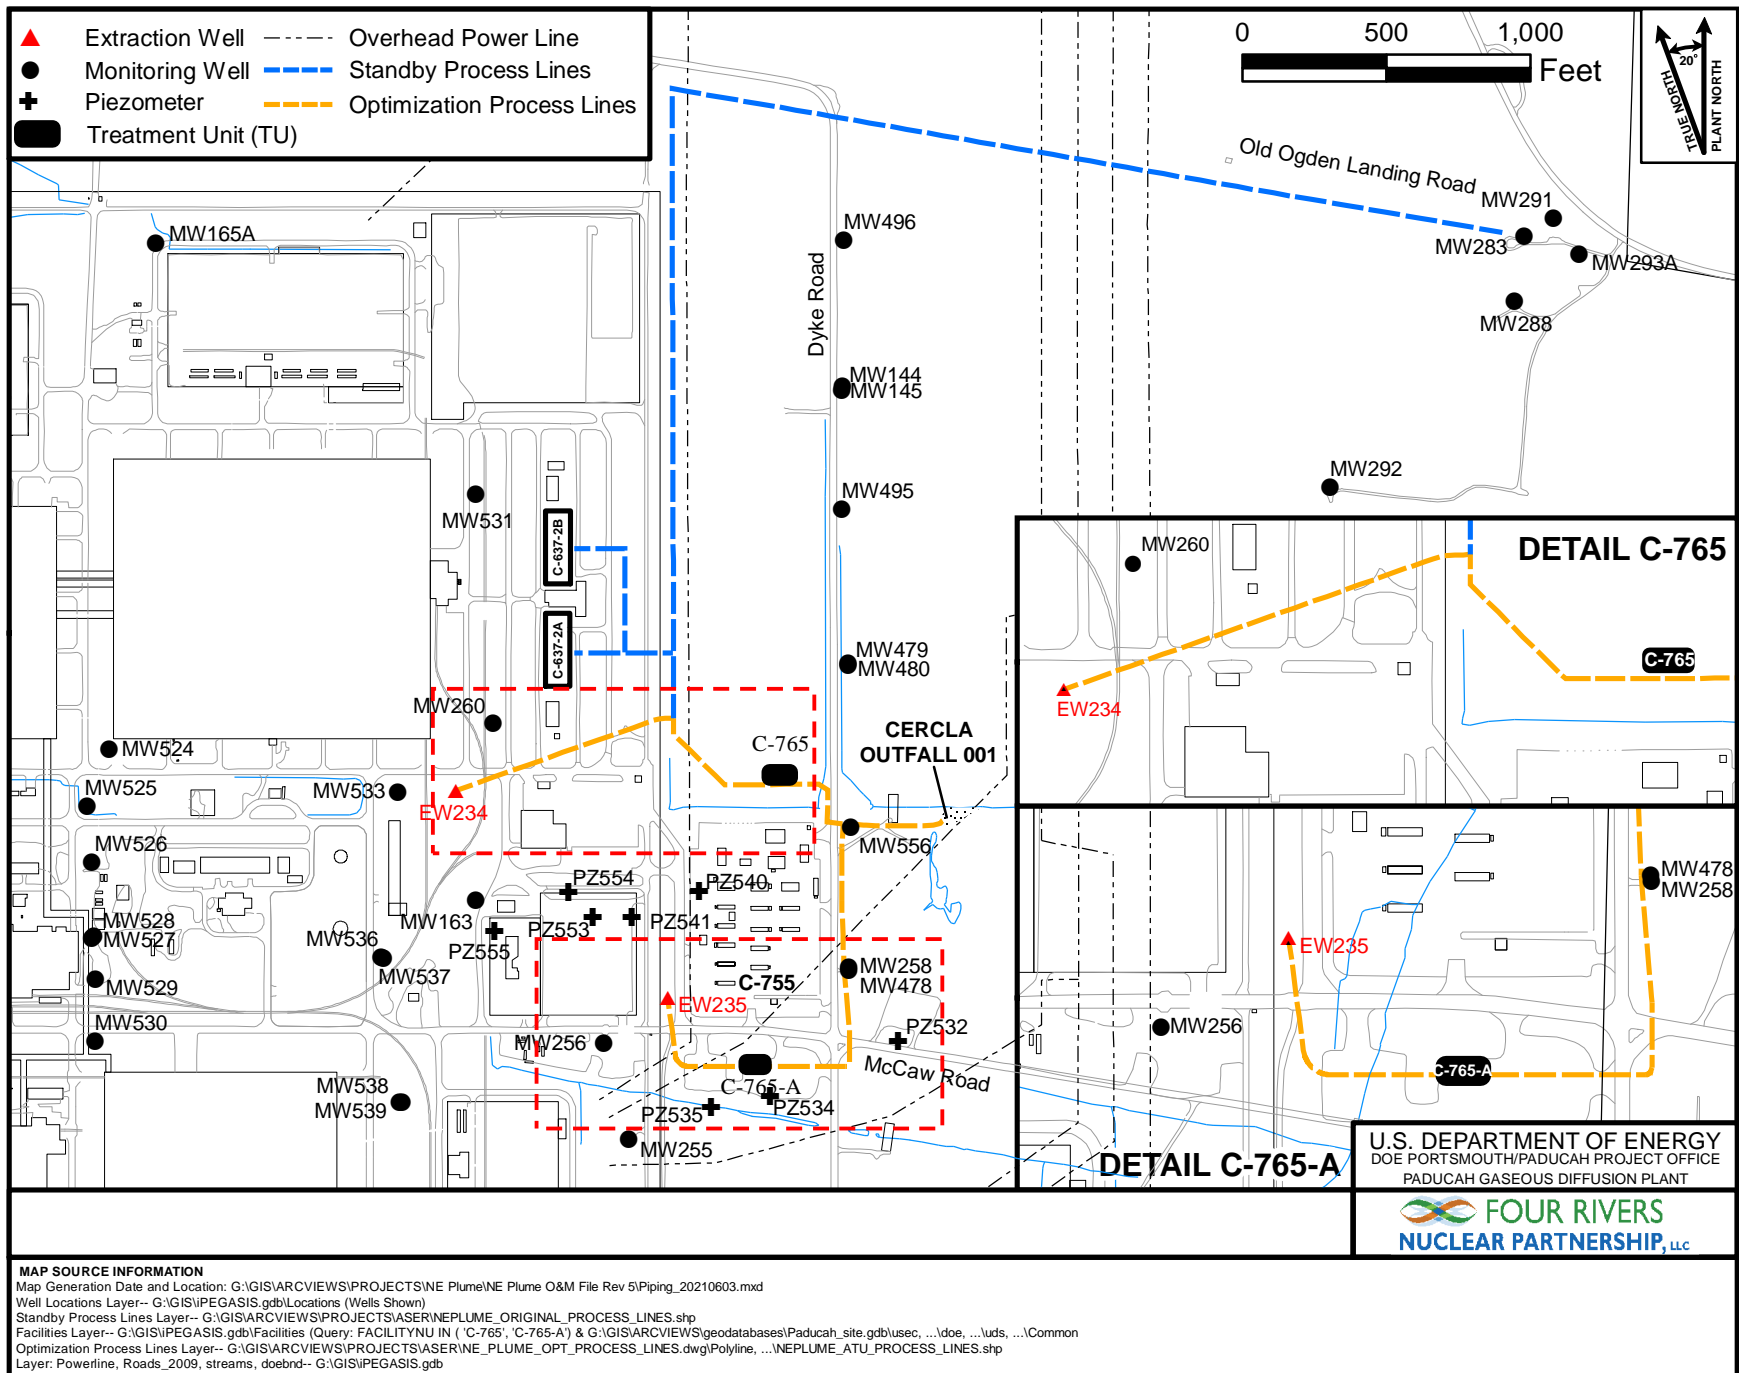 Extraction Well
Overhead Power Line
Monitoring Well
Standby Process Lines
Piezometer
Optimization Process Lines
Treatment Unit (TU)
0 500 1,000
Feet
20°
TRUE NORTH
PLANT NORTH
Old Ogden Landing Road
MW291
MW283
MW293A
MW288
MW165A
MW496
Dyke Road
MW144
MW145
MW292
MW495
MW531
C-637-2B
C-637-2A
MW479
MW480
MW260
CERCLA
OUTFALL 001
C-765
MW524
MW525
MW533
EW234
MW526
MW556
PZ554
PZ540
MW528
MW527
MW163
PZ553
PZ541
MW536
PZ555
MW537
MW529
MW258
MW478
C-755
EW235
MW530
MW256
PZ532
McCaw Road
C-765-A
MW538
MW539
PZ535
PZ534
MW255
MW260
DETAIL C-765
C-765
EW234
MW478
MW258
EW235
MW256
C-765-A
DETAIL C-765-A
U.S. DEPARTMENT OF ENERGY
DOE PORTSMOUTH/PADUCAH PROJECT OFFICE
PADUCAH GASEOUS DIFFUSION PLANT
FOUR RIVERS
NUCLEAR PARTNERSHIP, LLC
MAP SOURCE INFORMATION
Map Generation Date and Location: G:\GIS\ARCVIEWS\PROJECTS\NE Plume\NE Plume O&M File Rev 5\Piping_20210603.mxd
Well Locations Layer-- G:\GIS\iPEGASIS.gdb\Locations (Wells Shown)
Standby Process Lines Layer-- G:\GIS\ARCVIEWS\PROJECTS\ASER\NEPLUME_ORIGINAL_PROCESS_LINES.shp
Facilities Layer-- G:\GIS\iPEGASIS.gdb\Facilities (Query: FACILITYNU IN ( 'C-765', 'C-765-A') & G:\GIS\ARCVIEWS\geodatabases\Paducah_site.gdb\usec, ...\doe, ...\uds, ...\Common
Optimization Process Lines Layer-- G:\GIS\ARCVIEWS\PROJECTS\ASER\NE_PLUME_OPT_PROCESS_LINES.dwg\Polyline, ...\NEPLUME_ATU_PROCESS_LINES.shp
Layer: Powerline, Roads_2009, streams, doebnd-- G:\GIS\iPEGASIS.gdb